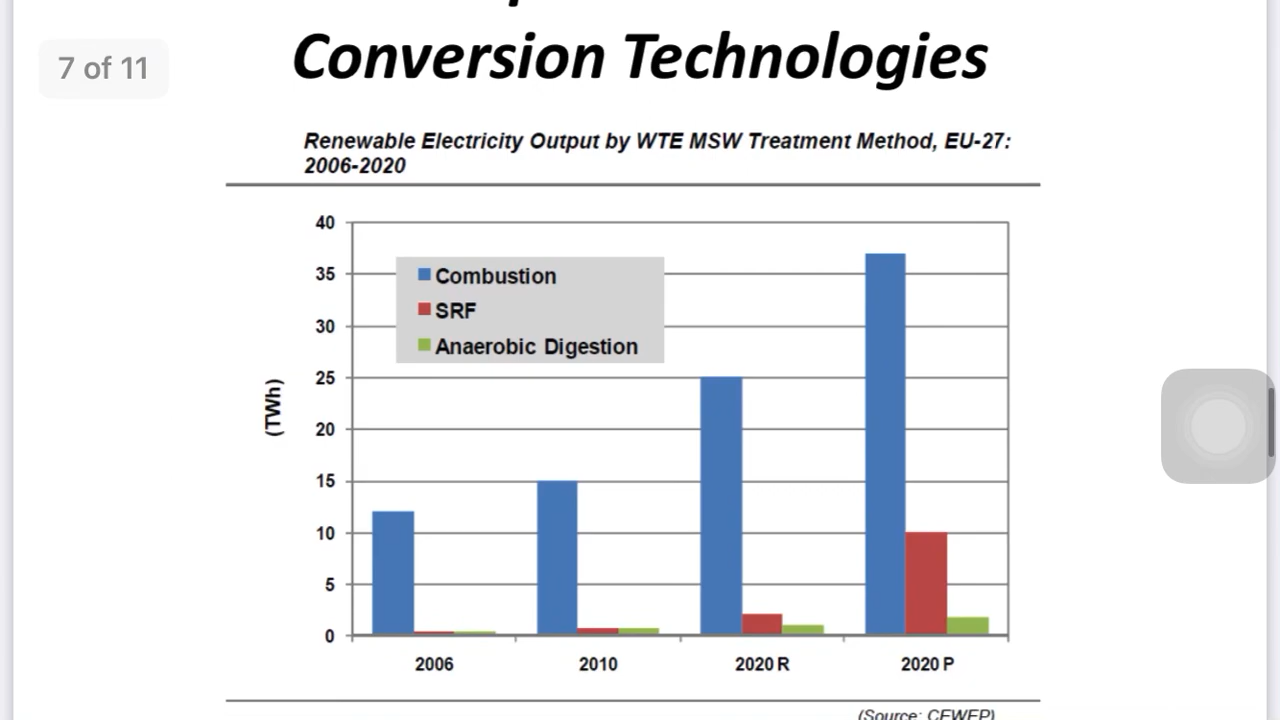 7 of 11
Conversion Technologies
Renewable Electricity Output by WTE MSW Treatment Method, EU-27:
2006-2020
40
35
30
25
20
15
10
5
0
(TWh)
Combustion
SRF
Anaerobic Digestion
2006
2010
2020 R
2020 P
(Source: CEWEP)